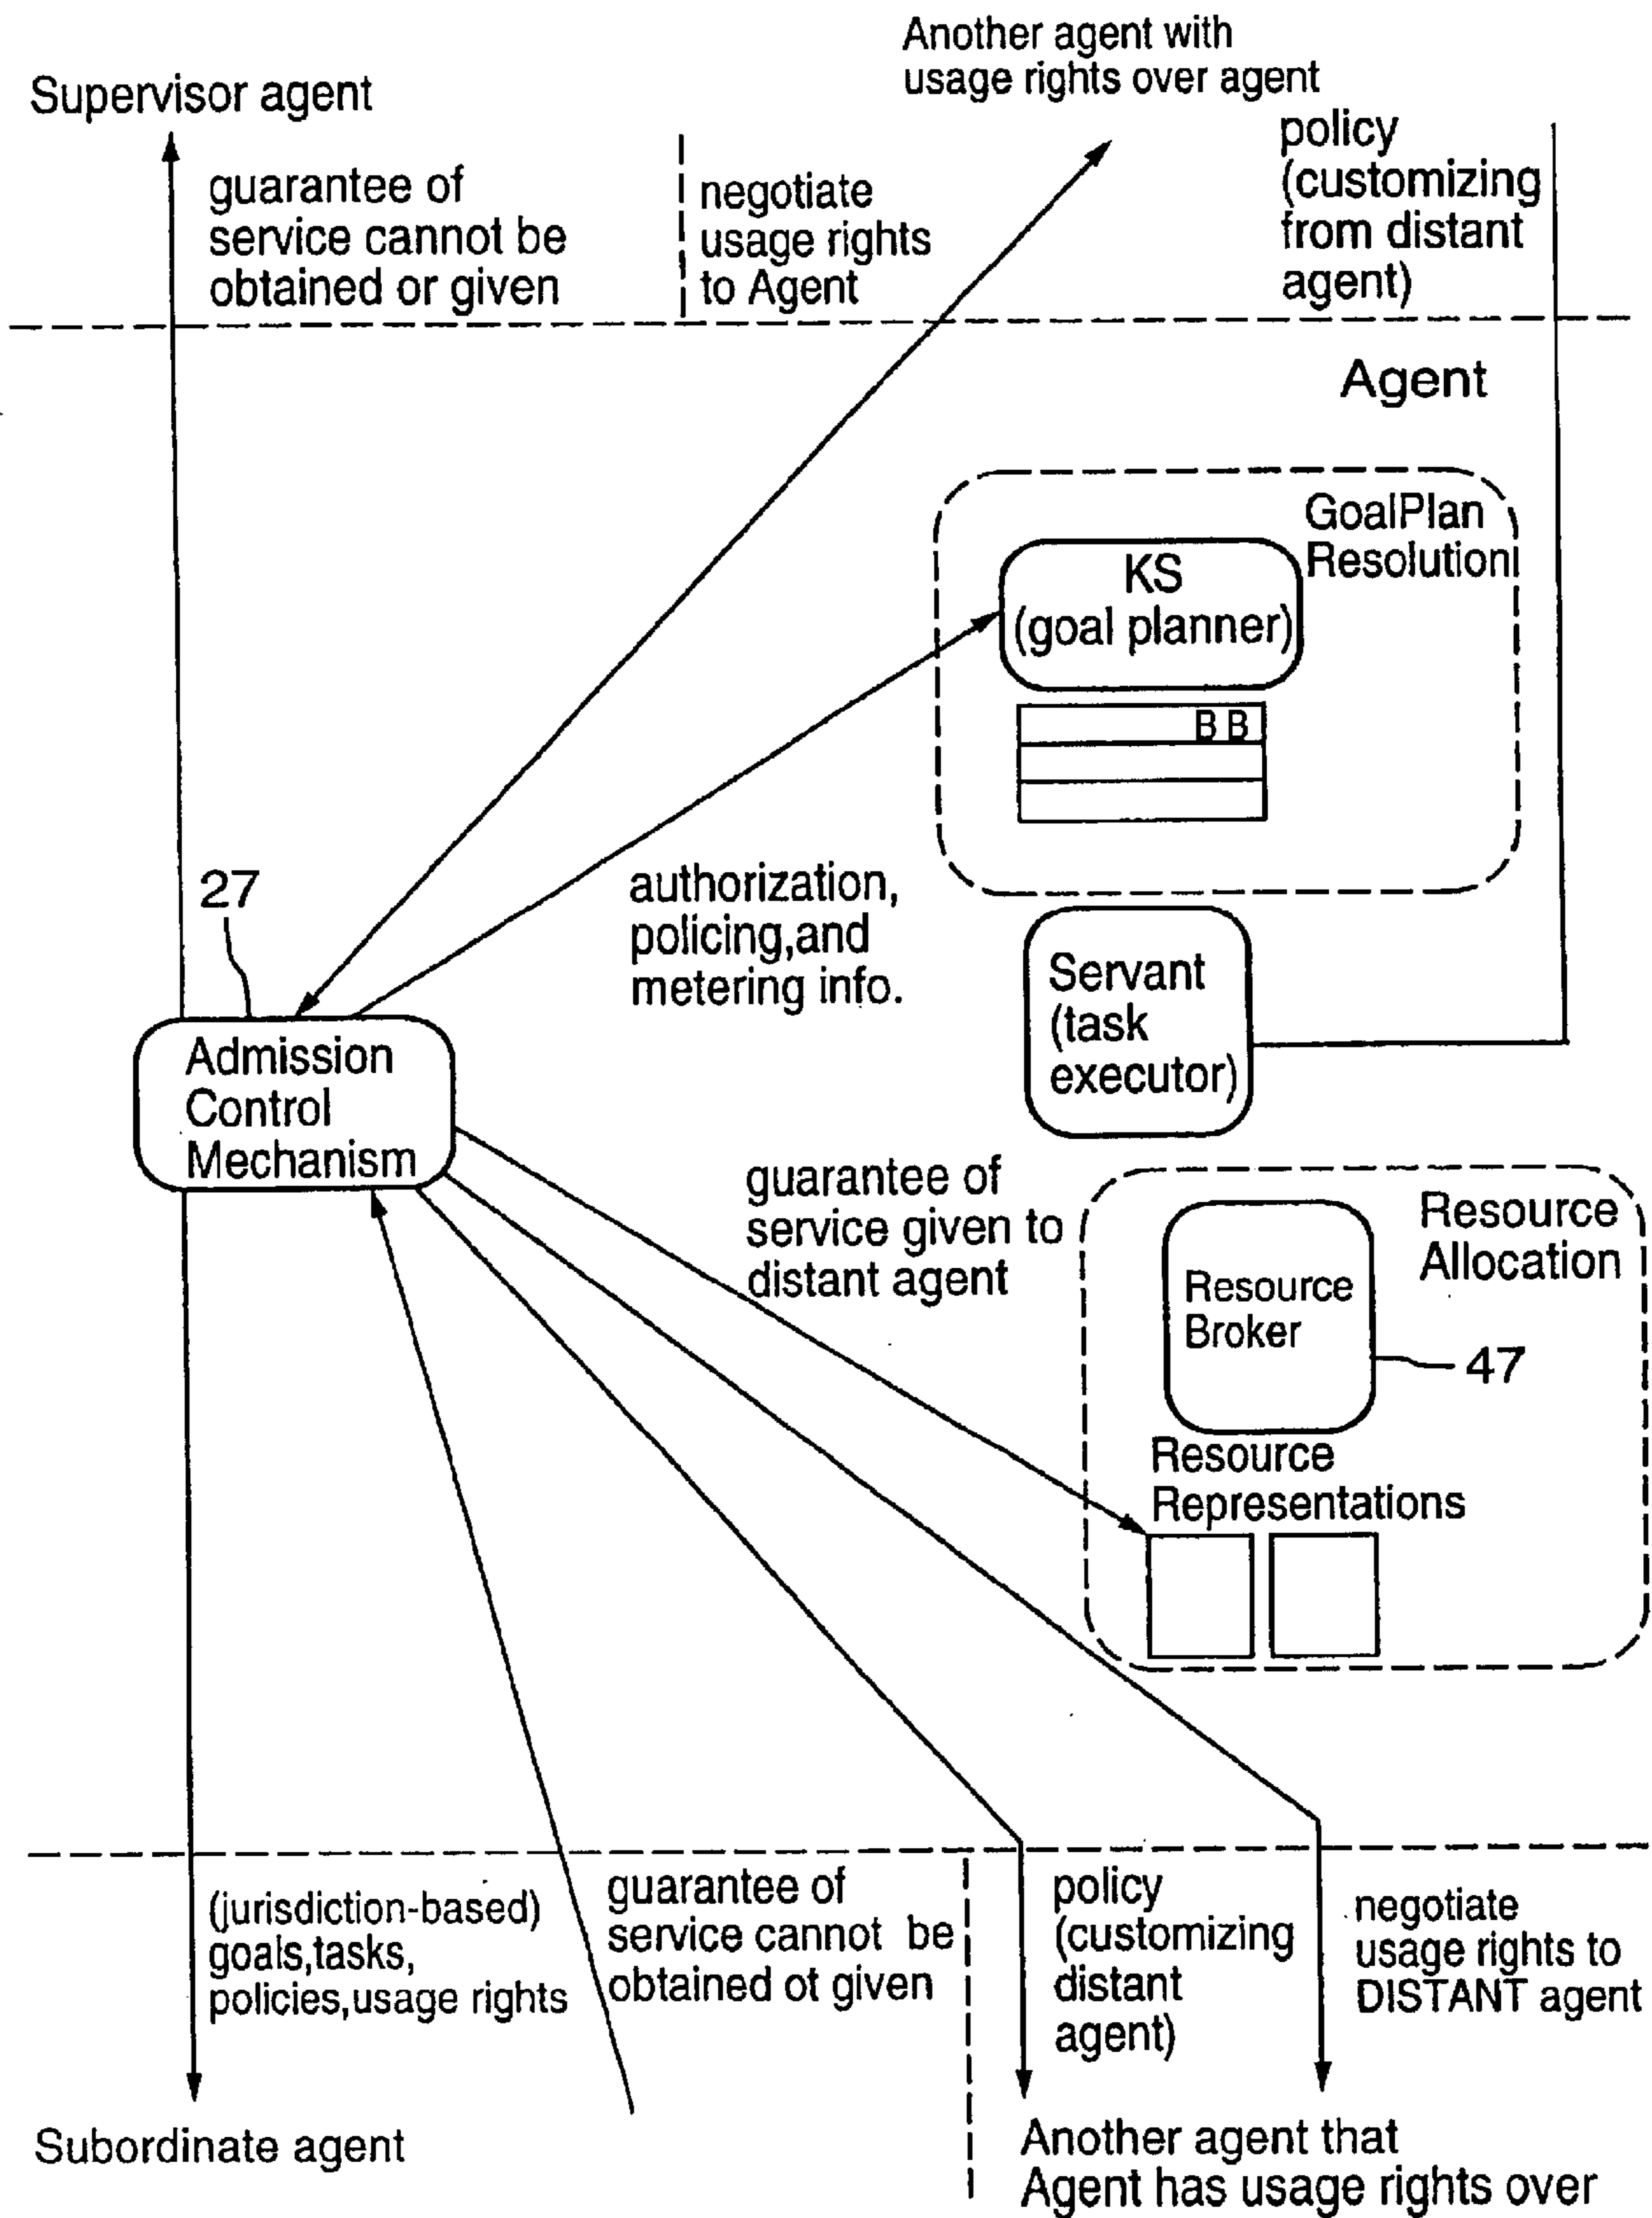 Another agent with
usage rights over agent
Supervisor agent
guarantee of
service cannot be
obtained or given
negotiate
usage rights
to Agent
policy
(customizing
from distant
agent)
Agent
GoalPlan
Resolution
KS
(goal planner)
B B
27
authorization,
policing,and
metering info.
Servant
(task
executor)
Admission
Control
Mechanism
guarantee of
service given to
distant agent
Resource
Allocation
Resource
Broker
47
Resource
Representations
(jurisdiction-based)
goals,tasks,
policies,usage rights
guarantee of
service cannot be
obtained ot given
policy
(customizing
distant
agent)
negotiate
usage rights to
DISTANT agent
Subordinate agent
Another agent that
Agent has usage rights over